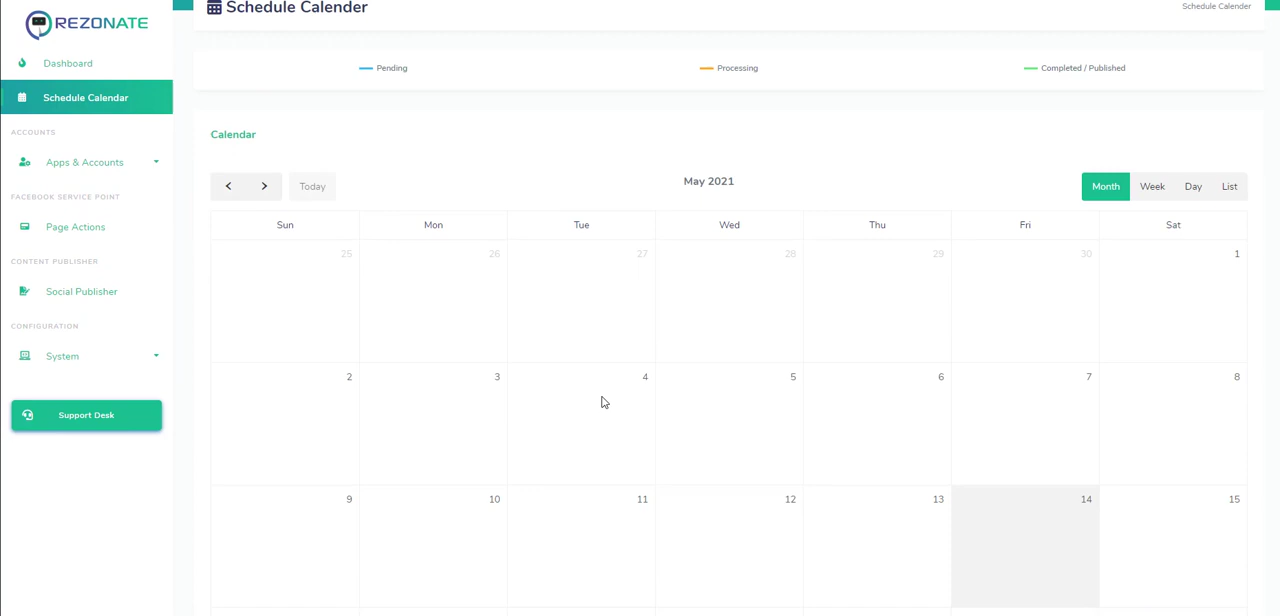 REZONATE
Dashboard
Schedule Calendar
ACCOUNTS
Apps & Accounts
FACEBOOK SERVICE POINT
Page Actions
CONTENT PUBLISHER
Social Publisher
CONFIGURATION
System
Support Desk
Schedule Calender
Schedule Calender
Pending Processing Completed / Published
Calendar
Today May 2021 Month Week Day List
Sun Mon Tue Wed Thu Fri Sat
25 26 27 28 29 30 1
2 3 4 5 6 7 8
9 10 11 12 13 14 15